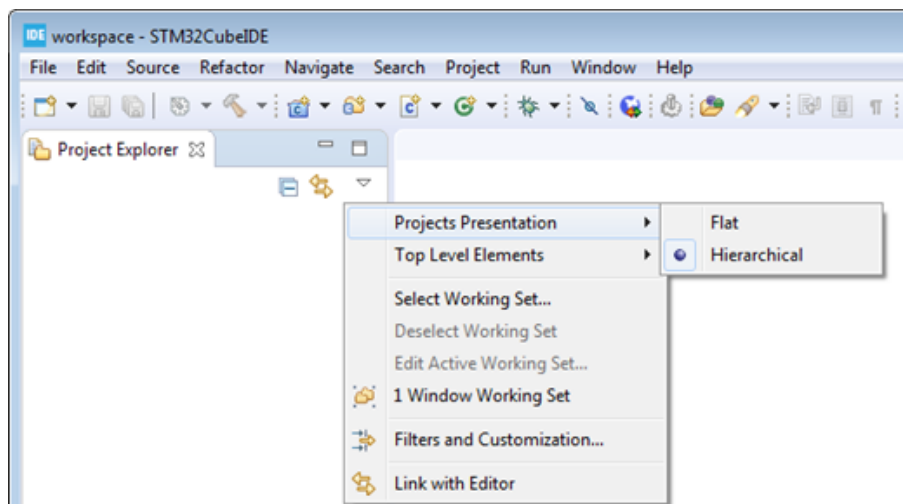 IDE workspace - STM32CubeIDE
File Edit Source Refactor Navigate Search Project Run Window Help
Project Explorer
Projects Presentation
Flat
Top Level Elements
Hierarchical
Select Working Set...
Deselect Working Set
Edit Active Working Set...
1 Window Working Set
Filters and Customization...
Link with Editor